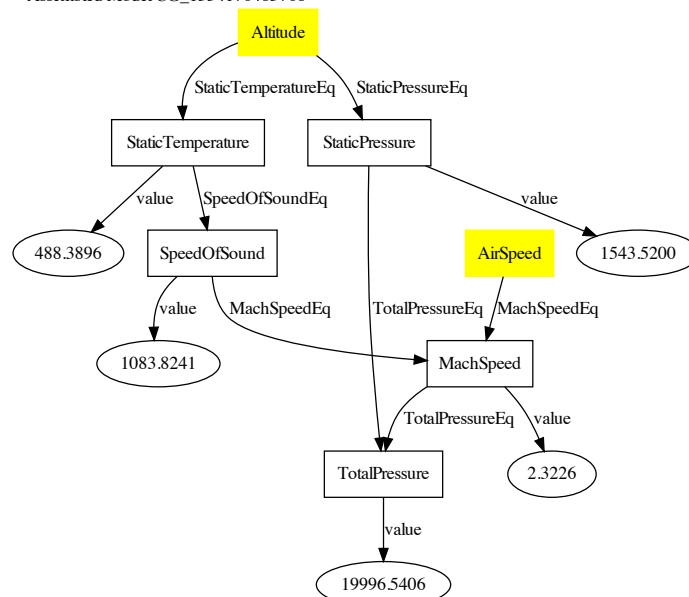 Altitude
StaticTemperatureEq
StaticPressureEq
StaticTemperature
StaticPressure
value
SpeedOfSoundEq
value
488.3896
SpeedOfSound
AirSpeed
1543.5200
value
MachSpeedEq
TotalPressureEq
MachSpeedEq
1083.8241
MachSpeed
TotalPressureEq
value
TotalPressure
2.3226
value
19996.5406